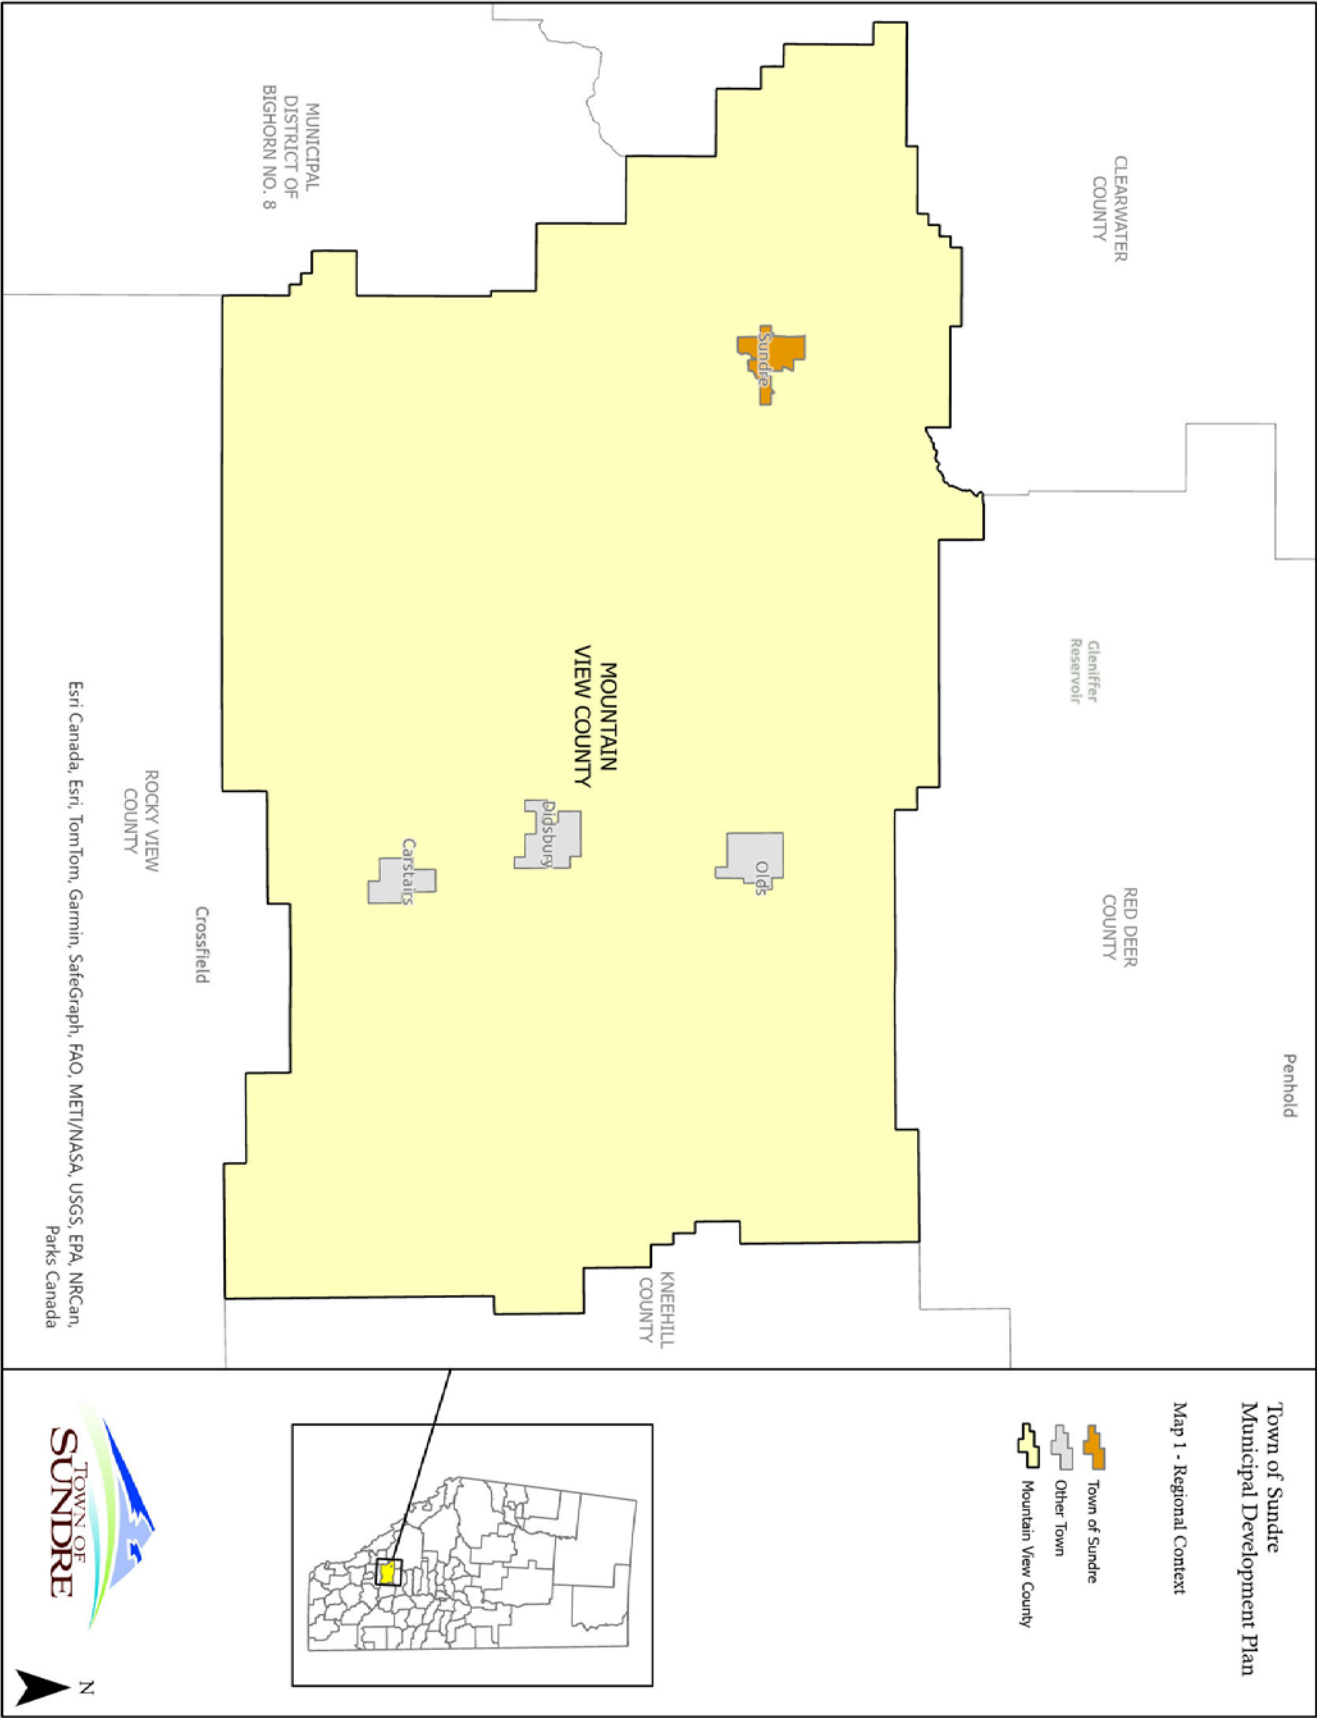 CLEARWATER
COUNTY
MUNICIPAL
DISTRICT OF
BIGHORN NO. 8
Sundre
Gleniffer
Reservoir
MOUNTAIN
VIEW COUNTY
Penhold
RED DEER
COUNTY
Olds
Didsbury
Carstairs
ROCKY VIEW
COUNTY
Crossfield
KNEEHILL
COUNTY
Esri Canada, Esri, TomTom, Garmin, SafeGraph, FAO, METI/NASA, USGS, EPA, NRCan,
Parks Canada
Town of Sundre
Municipal Development Plan
Map 1 - Regional Context
Town of Sundre
Other Town
Mountain View County
TOWN OF
SUNDRE
N